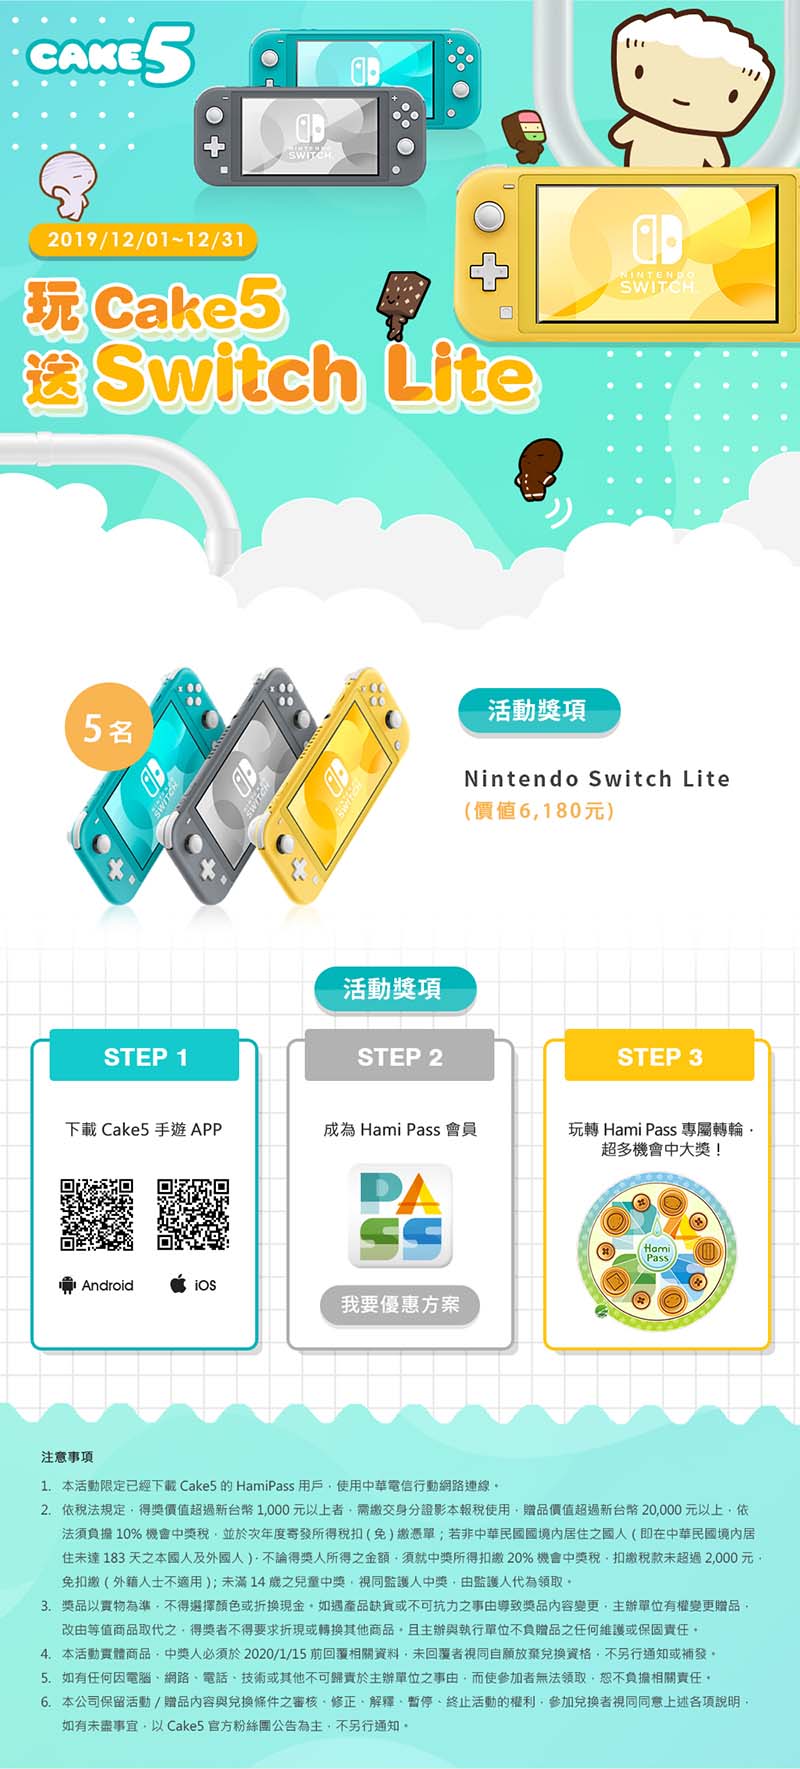 CAKE5
NINTENDO
SWITCH
2019/12/01~12/31
NINTENDO
SWITCH
玩 Cake5
送 Switch Lite
5名
活動獎項
Nintendo Switch Lite
(價值6,180元)
活動獎項
STEP 1
STEP 2
STEP 3
下載 Cake5 手遊 APP
成為 Hami Pass 會員
玩轉 Hami Pass 專屬轉輪，
超多機會中大獎！
PA
SS
Hami
Pass
Android
iOS
我要優惠方案
注意事項
1. 本活動限定已經下載 Cake5 的 HamiPass 用戶，使用中華電信行動網路連線。
2. 依稅法規定，得獎價值超過新台幣 1,000 元以上者，需繳交身分證影本報稅使用，贈品價值超過新台幣 20,000 元以上，依
法須負擔 10% 機會中獎稅，並於次年度寄發所得稅扣 ( 免 ) 繳憑單；若非中華民國國境內居住之國人 ( 即在中華民國境內居
住未達 183 天之本國人及外國人 )，不論得獎人所得之金額，須就中獎所得扣繳 20% 機會中獎稅，扣繳稅款未超過 2,000 元，
免扣繳 ( 外籍人士不適用 )；未滿 14 歲之兒童中獎，視同監護人中獎，由監護人代為領取。
3. 獎品以實物為準，不得選擇顏色或折換現金。如遇產品缺貨或不可抗力之事由導致獎品內容變更，主辦單位有權變更贈品，
改由等值商品取代之，得獎者不得要求折現或轉換其他商品。且主辦與執行單位不負贈品之任何維護或保固責任。
4. 本活動實體商品，中獎人必須於 2020/1/15 前回覆相關資料，未回覆者視同自願放棄兌換資格，不另行通知或補發。
5. 如有任何因電腦、網路、電話、技術或其他不可歸責於主辦單位之事由，而使參加者無法領取，恕不負擔相關責任。
6. 本公司保留活動 / 贈品內容與兌換條件之審核、修正、解釋、暫停、終止活動的權利，參加兌換者視同同意上述各項說明，
如有未盡事宜，以 Cake5 官方粉絲團公告為主，不另行通知。